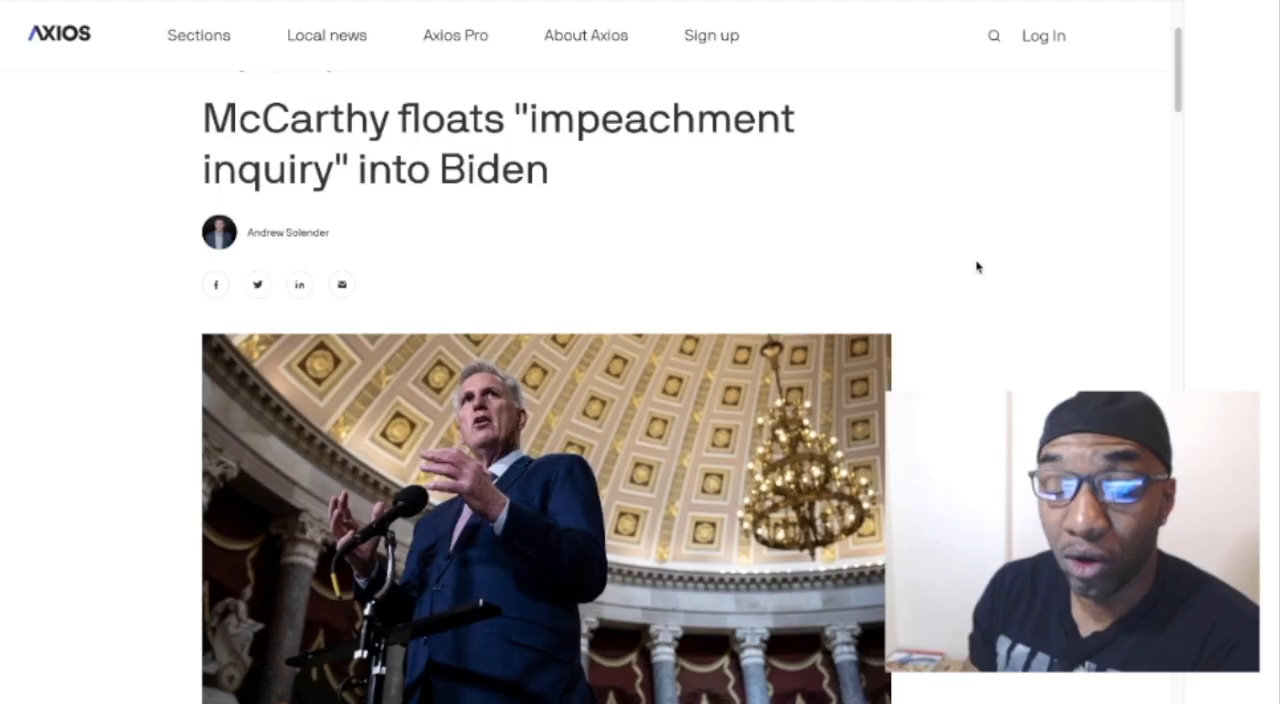 AXIOS
Sections
Local news
Axios Pro
About Axios
Sign up
Log In
McCarthy floats "impeachment
inquiry" into Biden
Andrew Solender